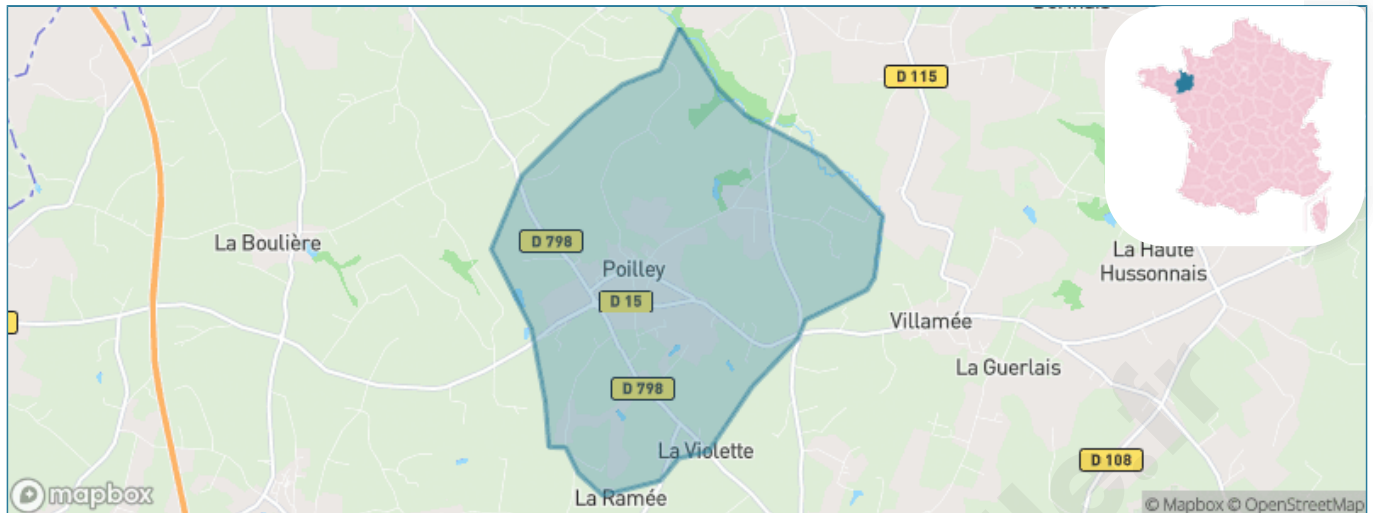 D 115
La Boulière
D 798
Poilley
D 15
La Haute
Hussonnais
Villamée
La Guerlais
D 798
La Violette
D 108
La Ramée
mapbox
© Mapbox © OpenStreetMap